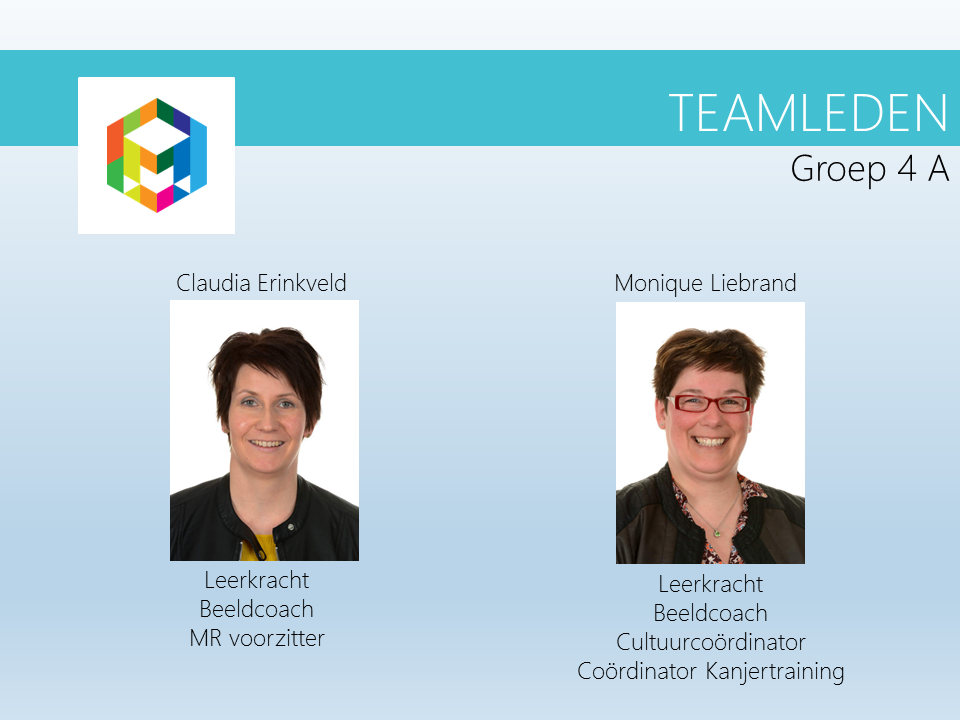 TEAMLEDEN
Groep 4 A
Claudia Erinkveld
Leerkracht
Beeldcoach
MR voorzitter
Monique Liebrand
Leerkracht
Beeldcoach
Cultuurcoördinator
Coördinator Kanjertraining